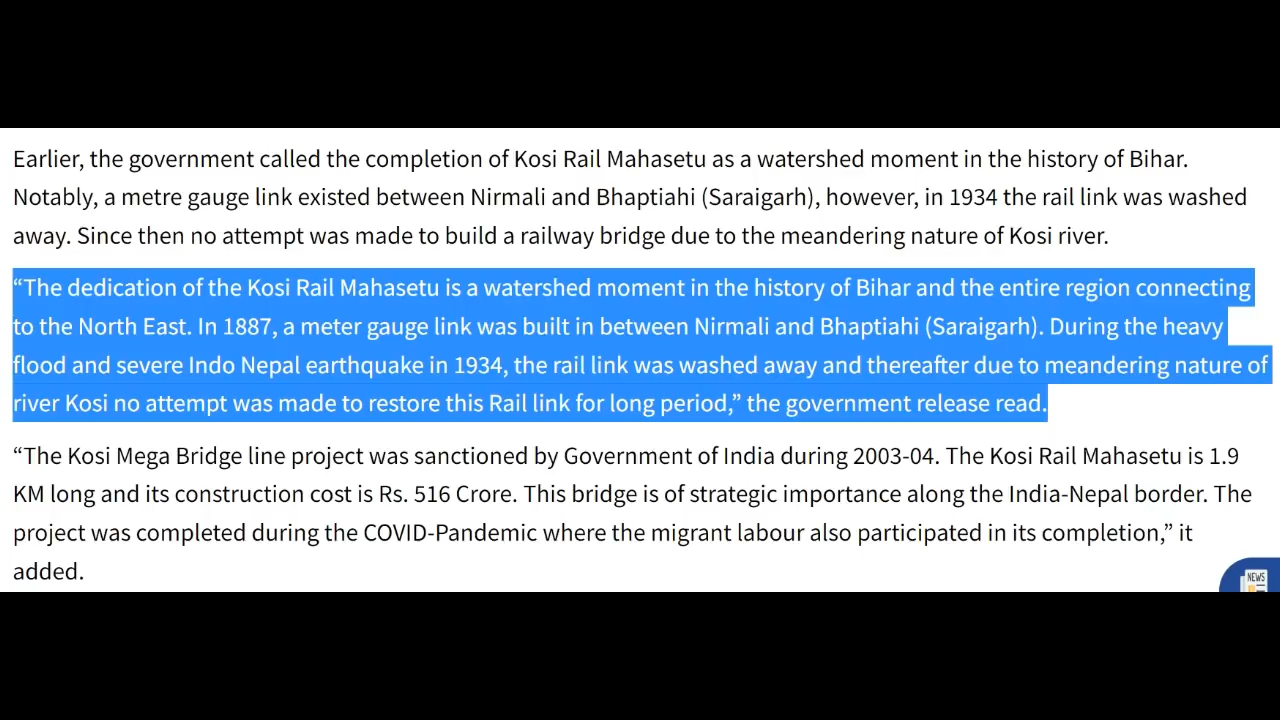 Earlier, the government called the completion of Kosi Rail Mahasetu as a watershed moment in the history of Bihar.
Notably, a metre gauge link existed between Nirmali and Bhaptiahi (Saraigarh), however, in 1934 the rail link was washed
away. Since then no attempt was made to build a railway bridge due to the meandering nature of Kosi river.
“The dedication of the Kosi Rail Mahasetu is a watershed moment in the history of Bihar and the entire region connecting
to the North East. In 1887, a meter gauge link was built in between Nirmali and Bhaptiahi (Saraigarh). During the heavy
flood and severe Indo Nepal earthquake in 1934, the rail link was washed away and thereafter due to meandering nature of
river Kosi no attempt was made to restore this Rail link for long period,” the government release read.
“The Kosi Mega Bridge line project was sanctioned by Government of India during 2003-04. The Kosi Rail Mahasetu is 1.9
KM long and its construction cost is Rs. 516 Crore. This bridge is of strategic importance along the India-Nepal border. The
project was completed during the COVID-Pandemic where the migrant labour also participated in its completion,” it
added.
NEWS